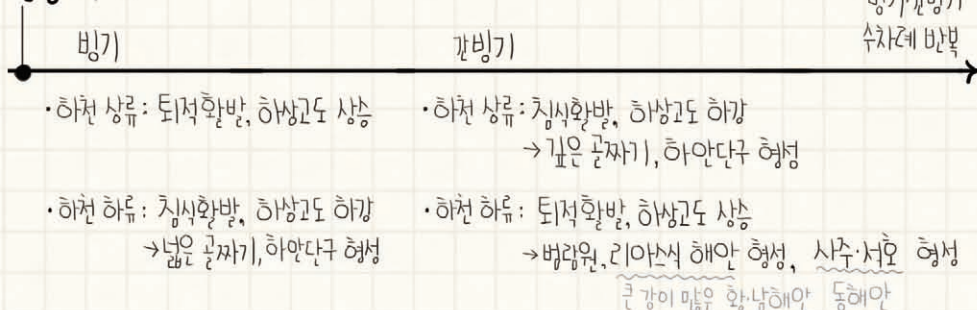 빙기/간빙기
빙기
간빙기
수차례 반복
·하천 상류: 퇴적활발, 하상고도 상승
·하천 상류: 침식활발, 하상고도 하강
→깊은 골짜기, 하안단구 형성
·하천 하류: 침식활발, 하상고도 하강
→넓은 골짜기, 하안단구 형성
·하천 하류: 퇴적활발, 하상고도 상승
→범람원, 리아스식 해안 형성, 사주·석호 형성
큰 강이 많은 황·남해안 동해안